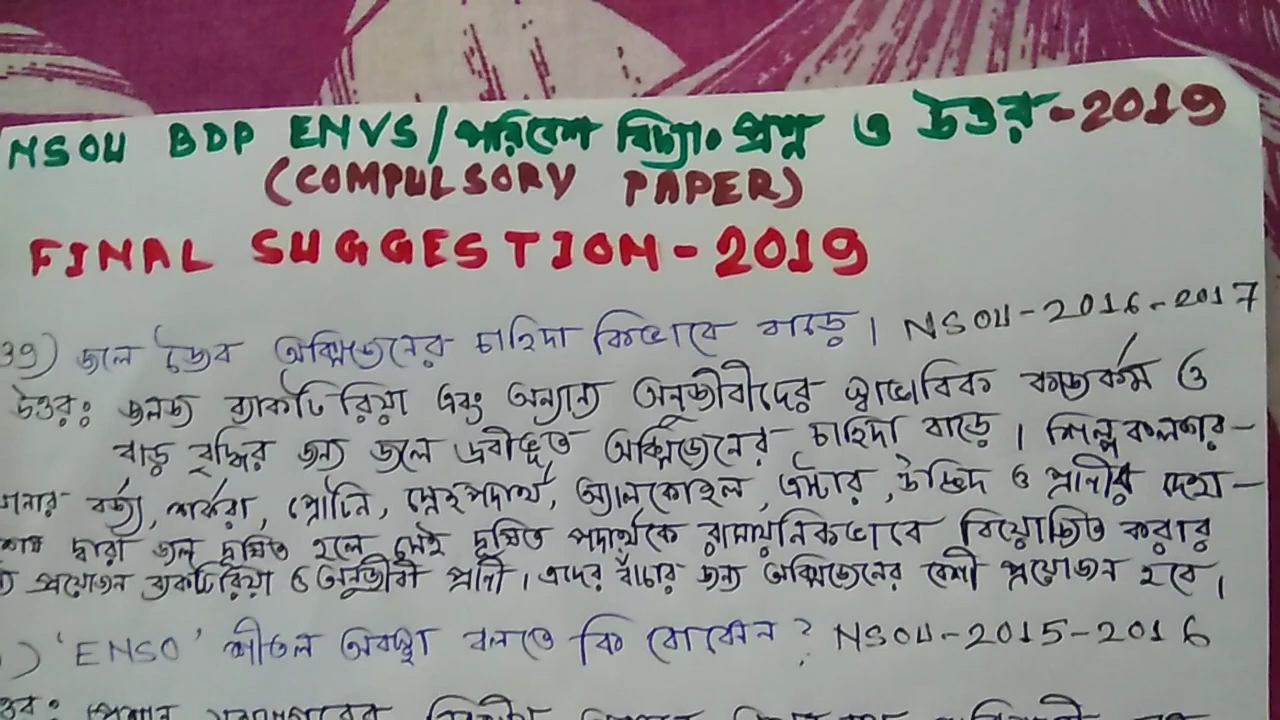 NSOU BDP ENVS/পরিবেশ বিদ্যা. প্রশ্ন ও উত্তর-2019
(COMPULSORY PAPER)
FINAL SUGGESTION-2019
39) জলে জৈব অক্সিজেনের চাহিদা কিভাবে বাড়ে। NSOU-2016-2017
উত্তরঃ জলজ ব্যাকটিরিয়া এবং অন্যান্য অনুজীবীদের স্বাভাবিক কাজকর্ম ও
বাড় বৃদ্ধির জন্য জলে দ্রবীভূত অক্সিজেনের চাহিদা বাড়ে। শিল্পকলকার-
খানার বর্জ্য, শর্করা, প্রোটিন, স্নেহপদার্থ, অ্যালকোহল, এস্টার, উদ্ভিদ ও প্রাণীর দেহা-
বশেষ দ্বারা জল দূষিত হলে সেই দূষিত পদার্থকে রাসায়নিকভাবে বিয়োজিত করার
প্রয়োজন ব্যাকটিরিয়া ও অনুজীবী প্রাণী। এদের বাঁচার জন্য অক্সিজেনের বেশী প্রয়োজন হবে।
) 'ENSO' শীতল অবস্থা বলতে কি বোঝেন? NSOU-2015-2016